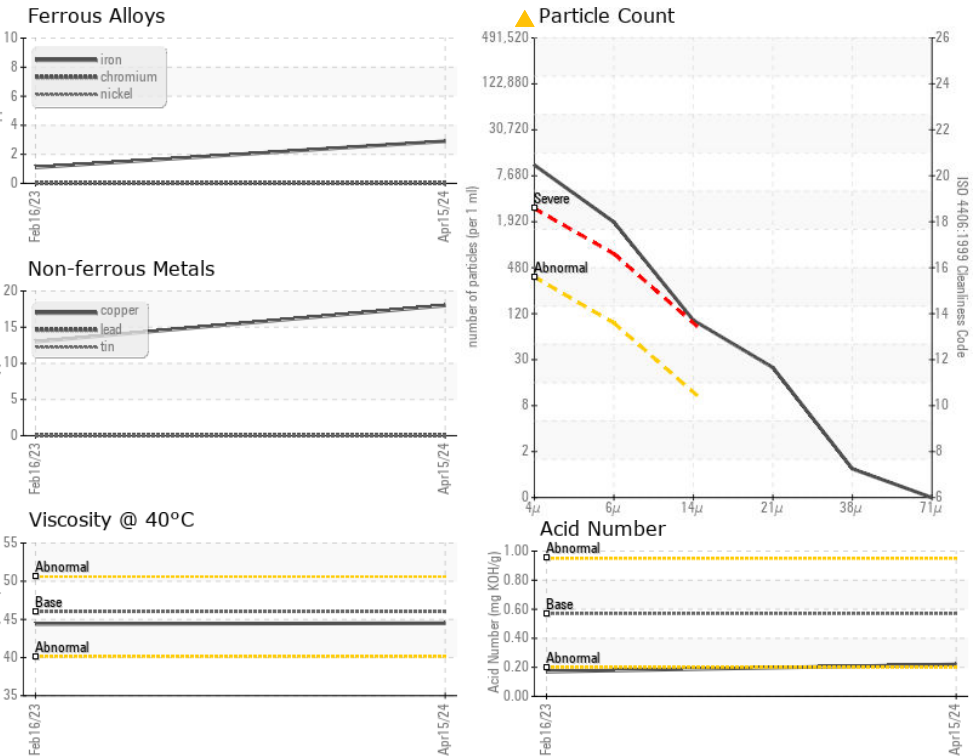 Ferrous Alloys
10
8
6
4
2
0
iron
chromium
nickel
Feb16/23
Apr15/24
Non-ferrous Metals
20
15
10
5
0
copper
lead
tin
Feb16/23
Apr15/24
Viscosity @ 40°C
55
50
45
40
35
Abnormal
Base
Abnormal
Feb16/23
Apr15/24
Particle Count
491,520
122,880
30,720
7,680
1,920
480
120
30
8
2
0
number of particles (per 1 ml)
Severe
Abnormal
26
24
22
20
18
16
14
12
10
8
6
ISO 4406:1999 Cleanliness Code
4µ
6µ
14µ
21µ
38µ
71µ
Acid Number
1.00
0.80
0.60
0.40
0.20
0.00
Acid Number (mg KOH/g)
Abnormal
Base
Abnormal
Feb16/23
Apr15/24